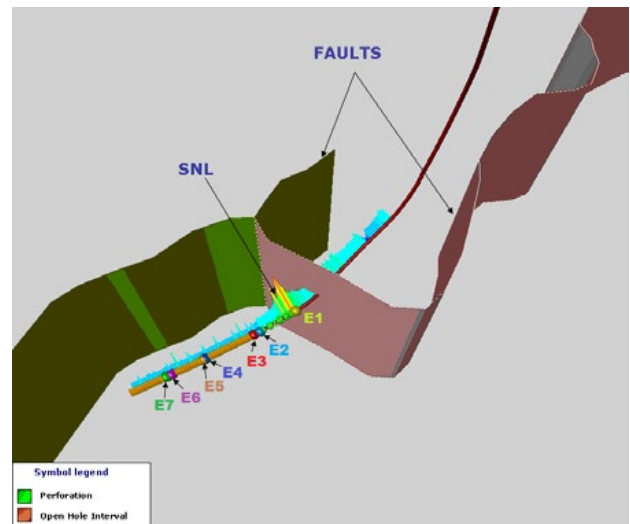 FAULTS
SNL
E1
E2
E3
E4
E5
E6
E7
Symbol legend
Perforation
Open Hole Interval